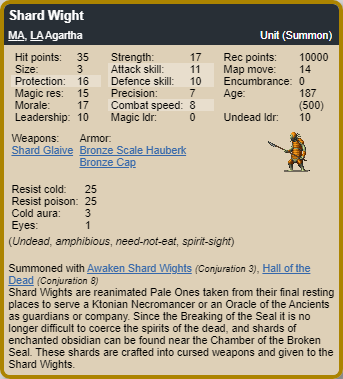 Shard Wight
MA, LA Agartha Unit (Summon)
Hit points: 35 Strength: 17 Rec points: 10000
Size: 3 Attack skill: 11 Map move: 14
Protection: 16 Defence skill: 10 Encumbrance: 0
Magic res: 15 Precision: 7 Age: 187
Morale: 17 Combat speed: 8 (500)
Leadership: 10 Magic ldr: 0 Undead ldr: 10
Weapons: Armor:
Shard Glaive Bronze Scale Hauberk
Bronze Cap
Resist cold: 25
Resist poison: 25
Cold aura: 3
Eyes: 1
(Undead, amphibious, need-not-eat, spirit-sight)
Summoned with Awaken Shard Wights (Conjuration 3), Hall of the
Dead (Conjuration 8)
Shard Wights are reanimated Pale Ones taken from their final resting
places to serve a Ktonian Necromancer or an Oracle of the Ancients
as guardians or company. Since the Breaking of the Seal it is no
longer difficult to coerce the spirits of the dead, and shards of
enchanted obsidian can be found near the Chamber of the Broken
Seal. These shards are crafted into cursed weapons and given to the
Shard Wights.